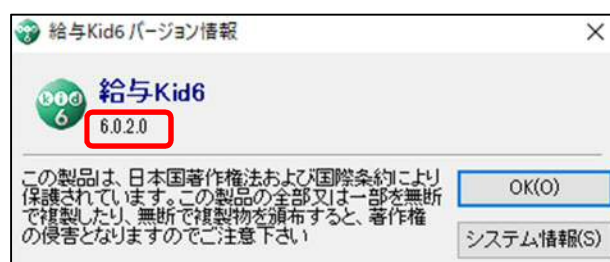 給与Kid6 バージョン情報
kid
6
給与Kid6
6.0.2.0
この製品は、日本国著作権法および国際条約により
保護されています。この製品の全部又は一部を無断
で複製したり、無断で複製物を頒布すると、著作権
の侵害となりますのでご注意下さい
OK(O)
システム情報(S)